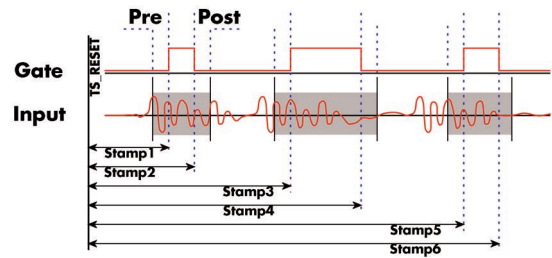 Pre Post
TS_RESET
Gate
Input
Stamp1
Stamp2
Stamp3
Stamp4
Stamp5
Stamp6